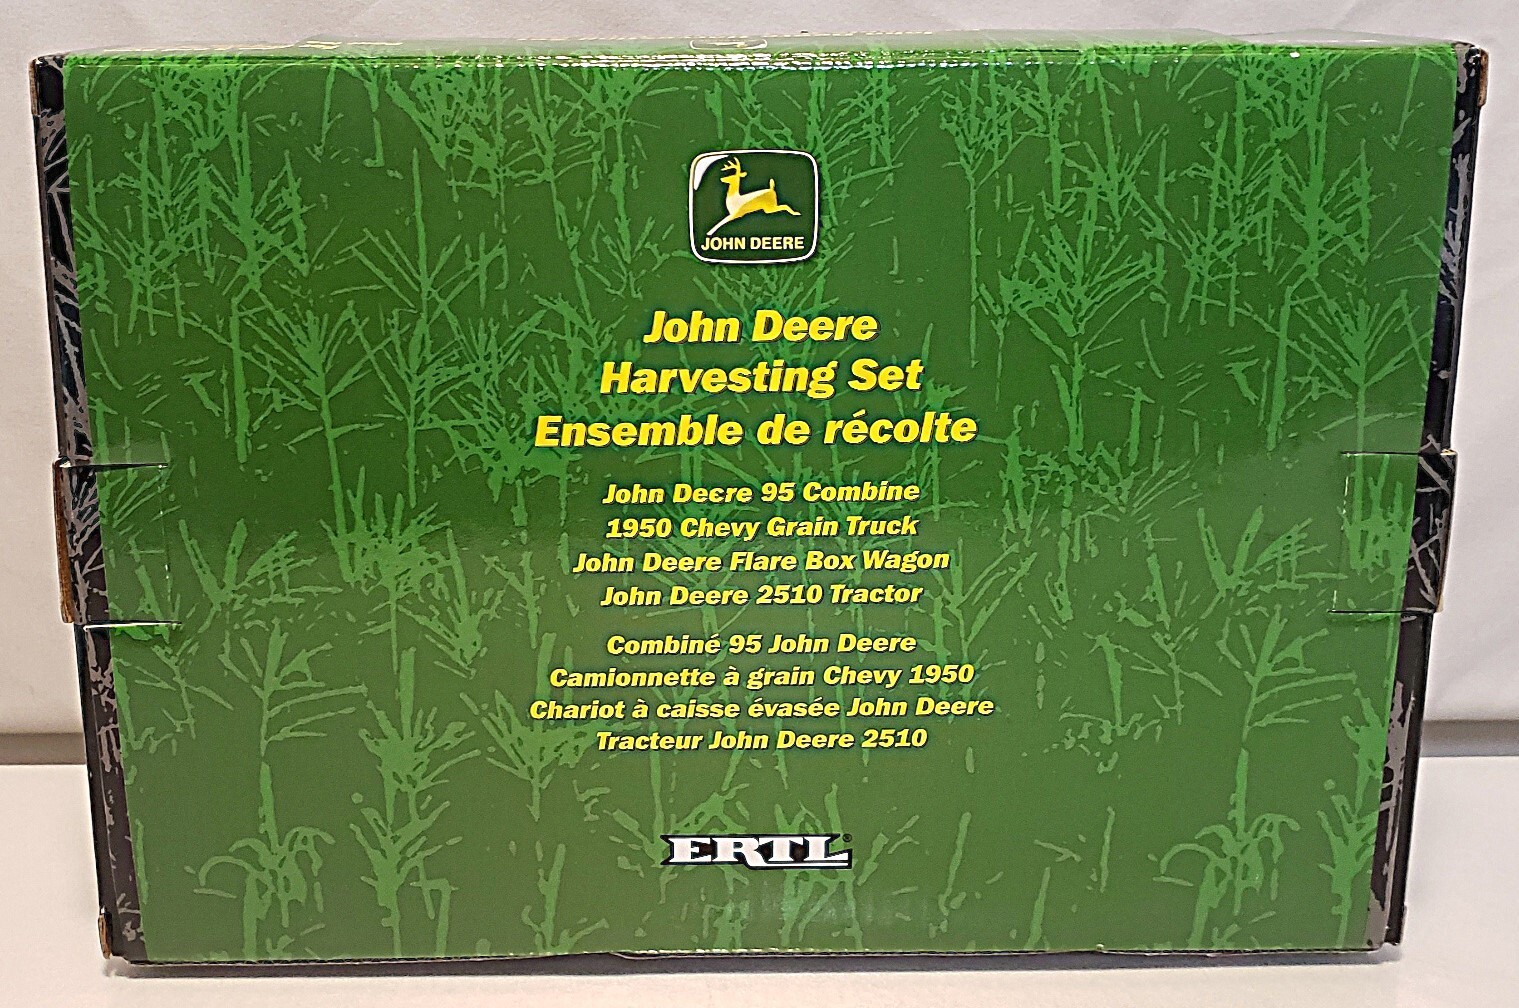 JOHN DEERE
John Deere
Harvesting Set
Ensemble de récolte
John Deere 95 Combine
1950 Chevy Grain Truck
John Deere Flare Box Wagon
John Deere 2510 Tractor
Combiné 95 John Deere
Camionnette à grain Chevy 1950
Chariot à caisse évasée John Deere
Tracteur John Deere 2510
ERTL®